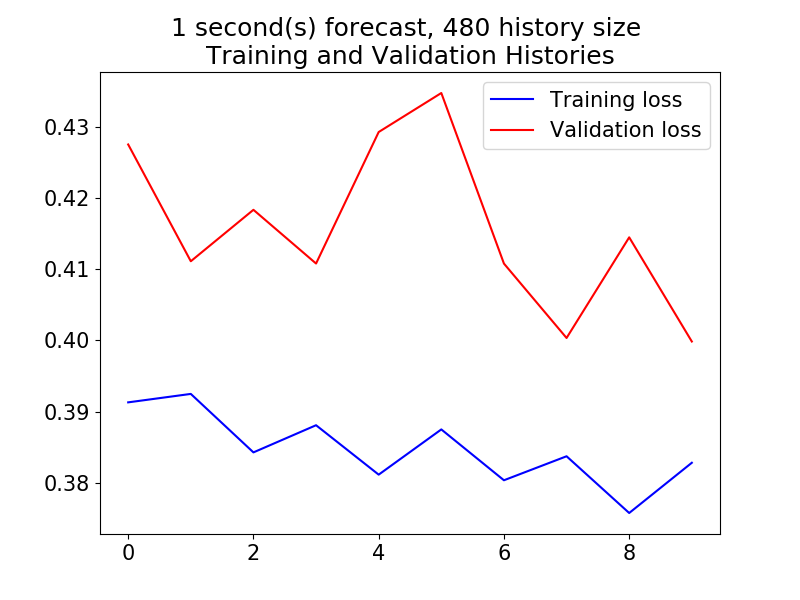 1 second(s) forecast, 480 history size
Training and Validation Histories
Training loss
Validation loss
0.43
0.42
0.41
0.40
0.39
0.38
0 2 4 6 8